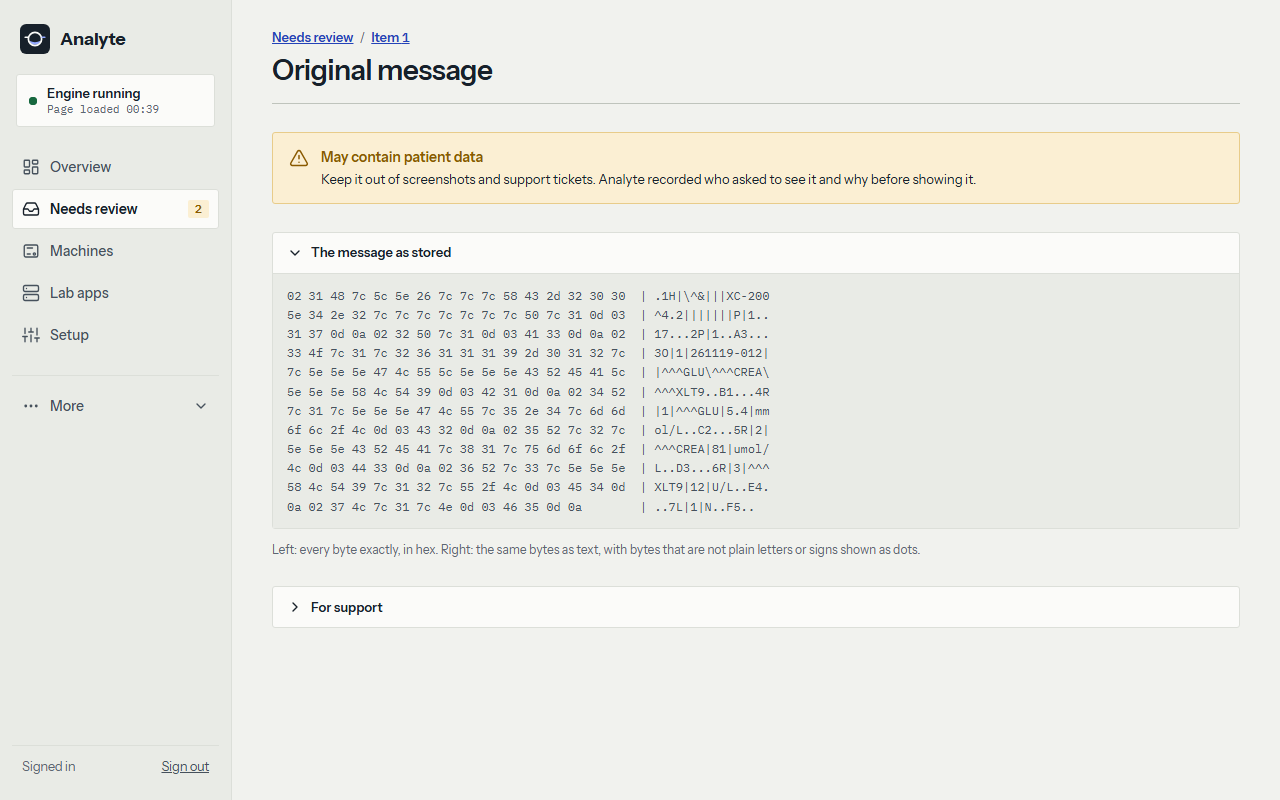 Analyte
Engine running
Page loaded 00:39
Overview
Needs review 2
Machines
Lab apps
Setup
More
Signed in Sign out
Needs review / Item 1
Original message
May contain patient data
Keep it out of screenshots and support tickets. Analyte recorded who asked to see it and why before showing it.
The message as stored
02 31 48 7c 5c 5e 26 7c 7c 7c 58 43 2d 32 30 30 | .1H|\^&|||XC-200
5e 34 2e 32 7c 7c 7c 7c 7c 7c 7c 50 7c 31 0d 03 | ^4.2|||||||P|1..
31 37 0d 0a 02 32 50 7c 31 0d 03 41 33 0d 0a 02 | 17...2P|1..A3...
33 4f 7c 31 7c 32 36 31 31 31 39 2d 30 31 32 7c | 3O|1|261119-012|
7c 5e 5e 5e 47 4c 55 5c 5e 5e 5e 43 52 45 41 5c | |^^^GLU\^^^CREA\
5e 5e 5e 58 4c 54 39 0d 03 42 31 0d 0a 02 34 52 | ^^^XLT9..B1...4R
7c 31 7c 5e 5e 5e 47 4c 55 7c 35 2e 34 7c 6d 6d | |1|^^^GLU|5.4|mm
6f 6c 2f 4c 0d 03 43 32 0d 0a 02 35 52 7c 32 7c | ol/L..C2...5R|2|
5e 5e 5e 43 52 45 41 7c 38 31 7c 75 6d 6f 6c 2f | ^^^CREA|81|umol/
4c 0d 03 44 33 0d 0a 02 36 52 7c 33 7c 5e 5e 5e | L..D3...6R|3|^^^
58 4c 54 39 7c 31 32 7c 55 2f 4c 0d 03 45 34 0d | XLT9|12|U/L..E4.
0a 02 37 4c 7c 31 7c 4e 0d 03 46 35 0d 0a | ..7L|1|N..F5..
Left: every byte exactly, in hex. Right: the same bytes as text, with bytes that are not plain letters or signs shown as dots.
For support